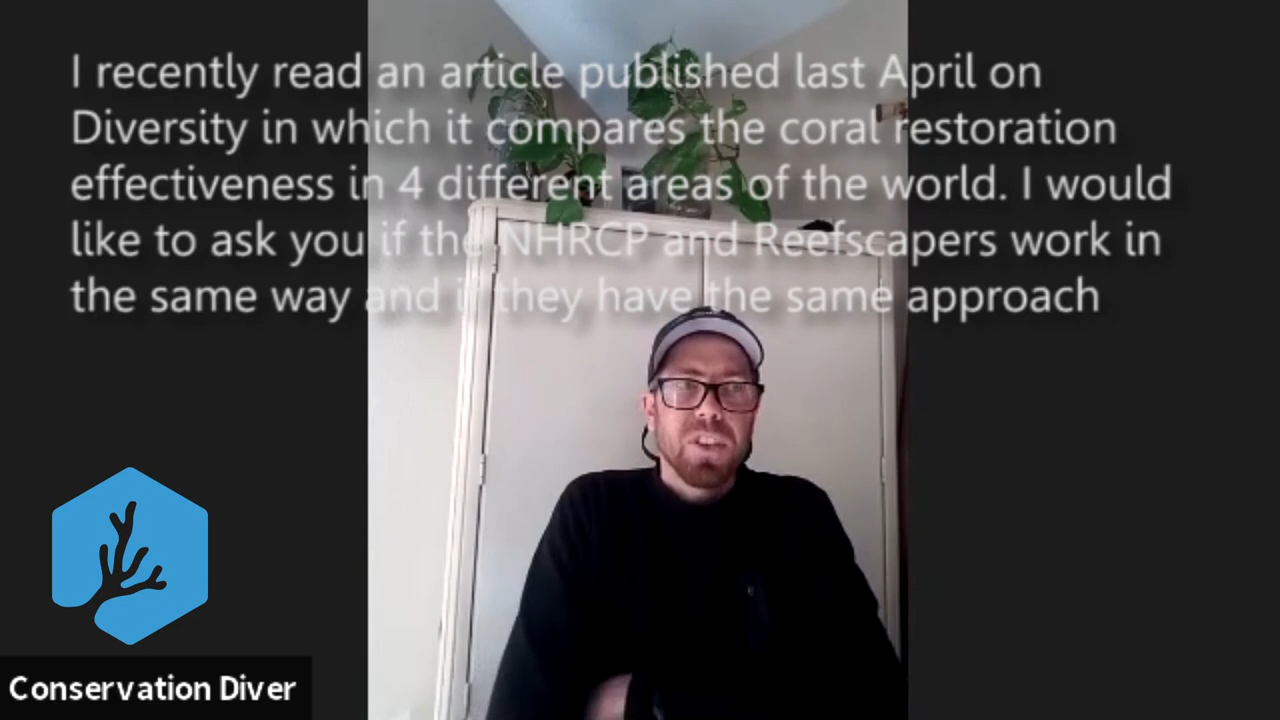 I recently read an article published last April on
Diversity in which it compares the coral restoration
effectiveness in 4 different areas of the world. I would
like to ask you if the NHRCP and Reefscapers work in
the same way and if they have the same approach
Conservation Diver